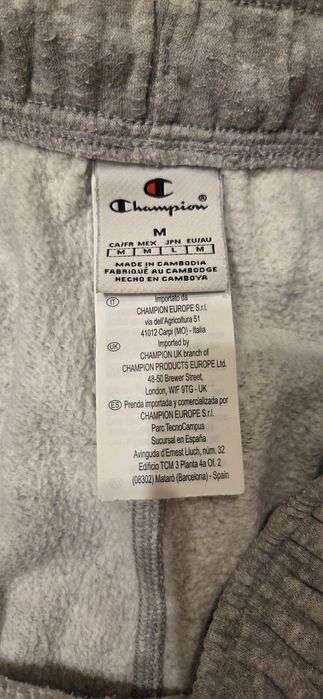 Champion®
M
CA/FR MEX JPN EU/AU
M M L M
MADE IN CAMBODIA
FABRIQUÉ AU CAMBODGE
HECHO EN CAMBOYA
IT Importato da
CHAMPION EUROPE S.r.l.
via dell'Agricoltura 51
41012 Carpi (MO) - Italia
UK Imported by
CHAMPION UK branch of
CHAMPION PRODUCTS EUROPE Ltd.
48-50 Brewer Street,
London, WIF 9TG - UK
ES Prenda importada y comercializada por
CHAMPION EUROPE S.r.l.
Parc TecnoCampus
Sucursal en España
Avinguda d'Ernest Lluch, núm. 32
Edificio TCM 3 Planta 4a Of. 2
(08302) Mataró (Barcelona) - Spain